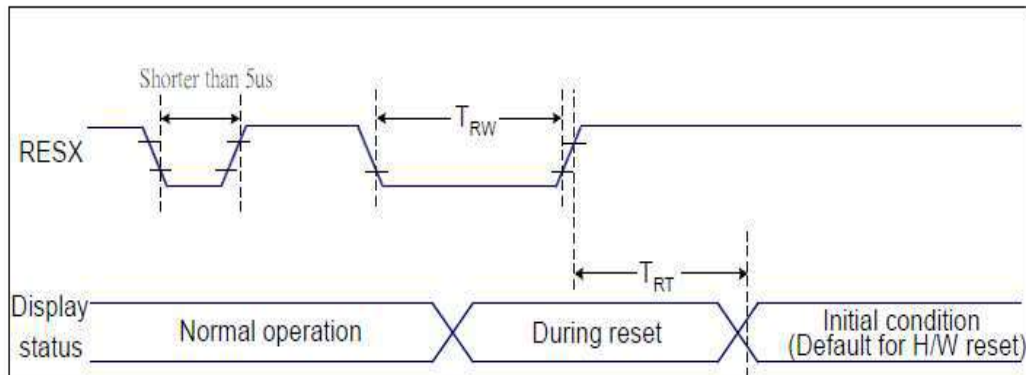 Shorter than 5us
RESX
TRW
TRT
Display
status
Normal operation
During reset
Initial condition
(Default for H/W reset)